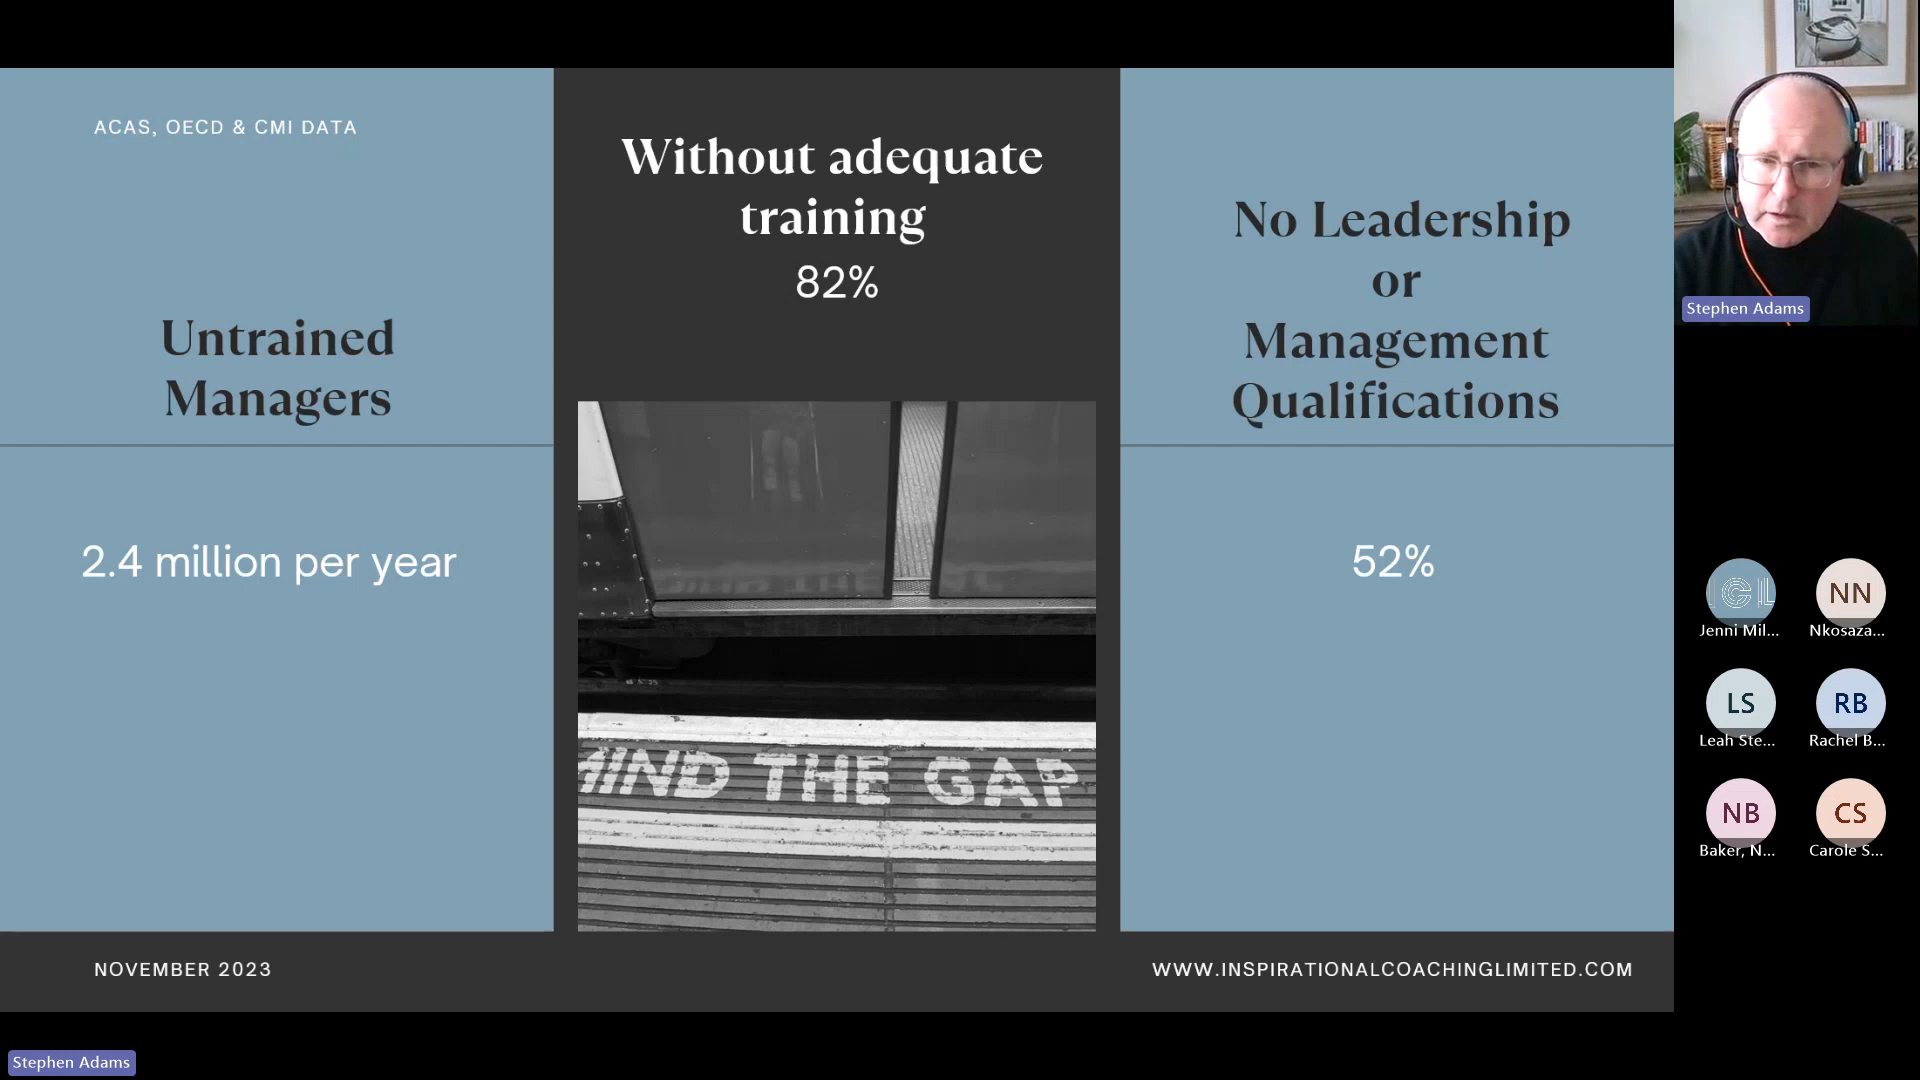 ACAS, OECD & CMI DATA
Untrained
Managers
2.4 million per year
Without adequate
training
82%
MIND THE GAP
No Leadership
or
Management
Qualifications
52%
NOVEMBER 2023
WWW.INSPIRATIONALCOACHINGLIMITED.COM
Stephen Adams
Stephen Adams
Jenni Mil...
NN
Nkosaza...
LS
Leah Ste...
RB
Rachel B...
NB
Baker, N...
CS
Carole S...